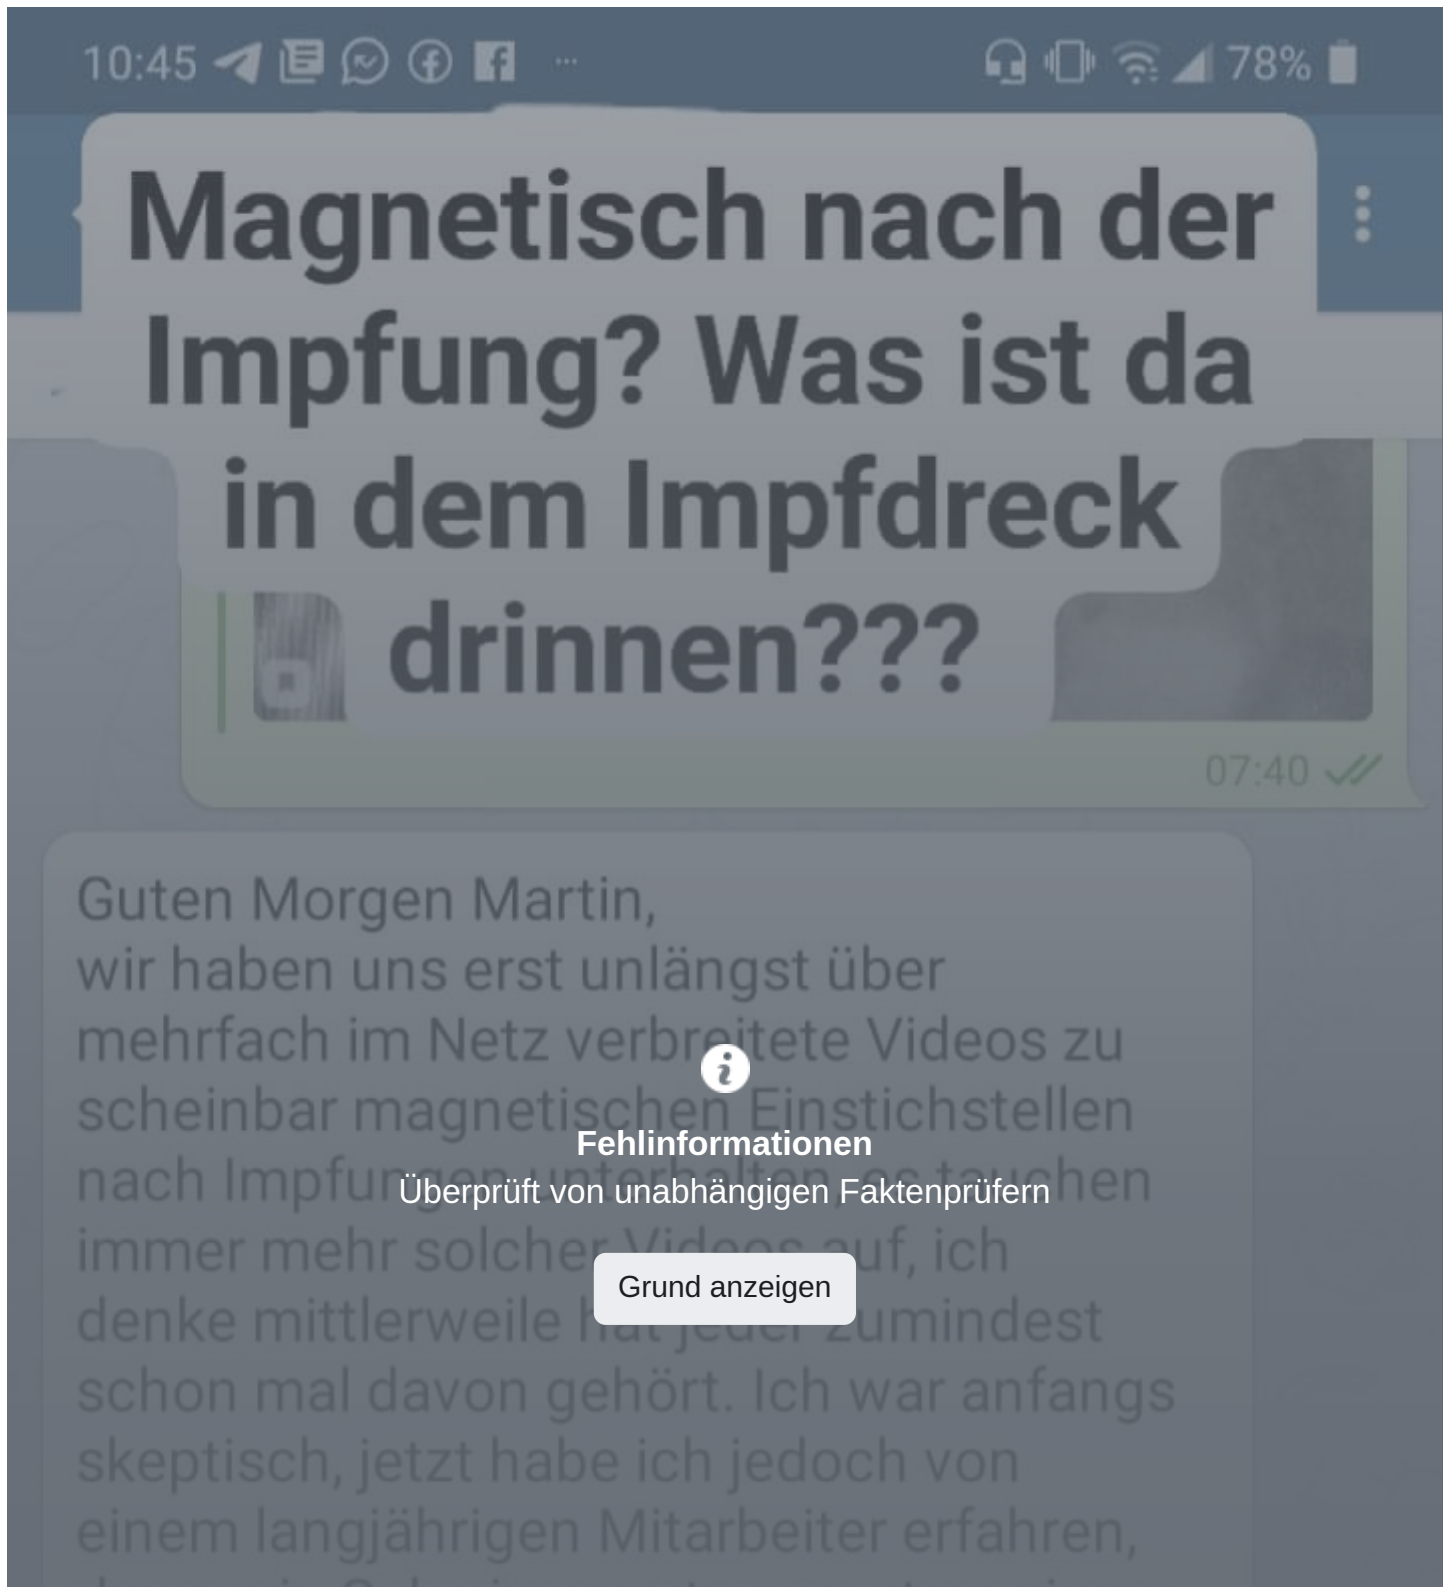 10:45 ... 78%
Magnetisch nach der
Impfung? Was ist da
in dem Impfdreck
drinnen???
07:40
Guten Morgen Martin,
wir haben uns erst unlängst über
mehrfach im Netz verbreitete Videos zu
scheinbar magnetischen Einstichstellen
nach Impfungen unterhalten, es tauchen
immer mehr solcher Videos auf, ich
denke mittlerweile hat jeder zumindest
schon mal davon gehört. Ich war anfangs
skeptisch, jetzt habe ich jedoch von
einem langjährigen Mitarbeiter erfahren,
Fehlinformationen
Überprüft von unabhängigen Faktenprüfern
Grund anzeigen